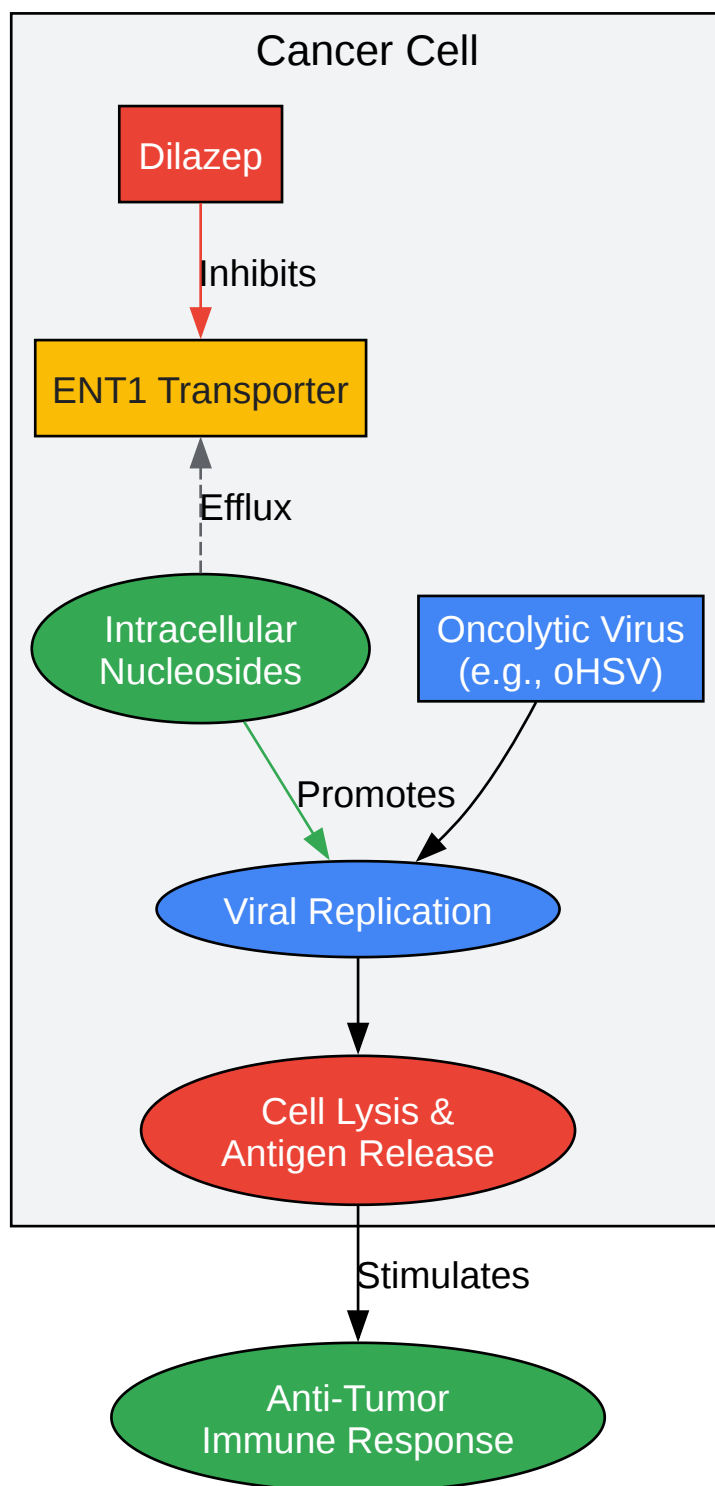 Cancer Cell
Dilazep
Inhibits
ENT1 Transporter
Efflux
Intracellular
Nucleosides
Oncolytic Virus
(e.g., oHSV)
Promotes
Viral Replication
Cell Lysis &
Antigen Release
Stimulates
Anti-Tumor
Immune Response